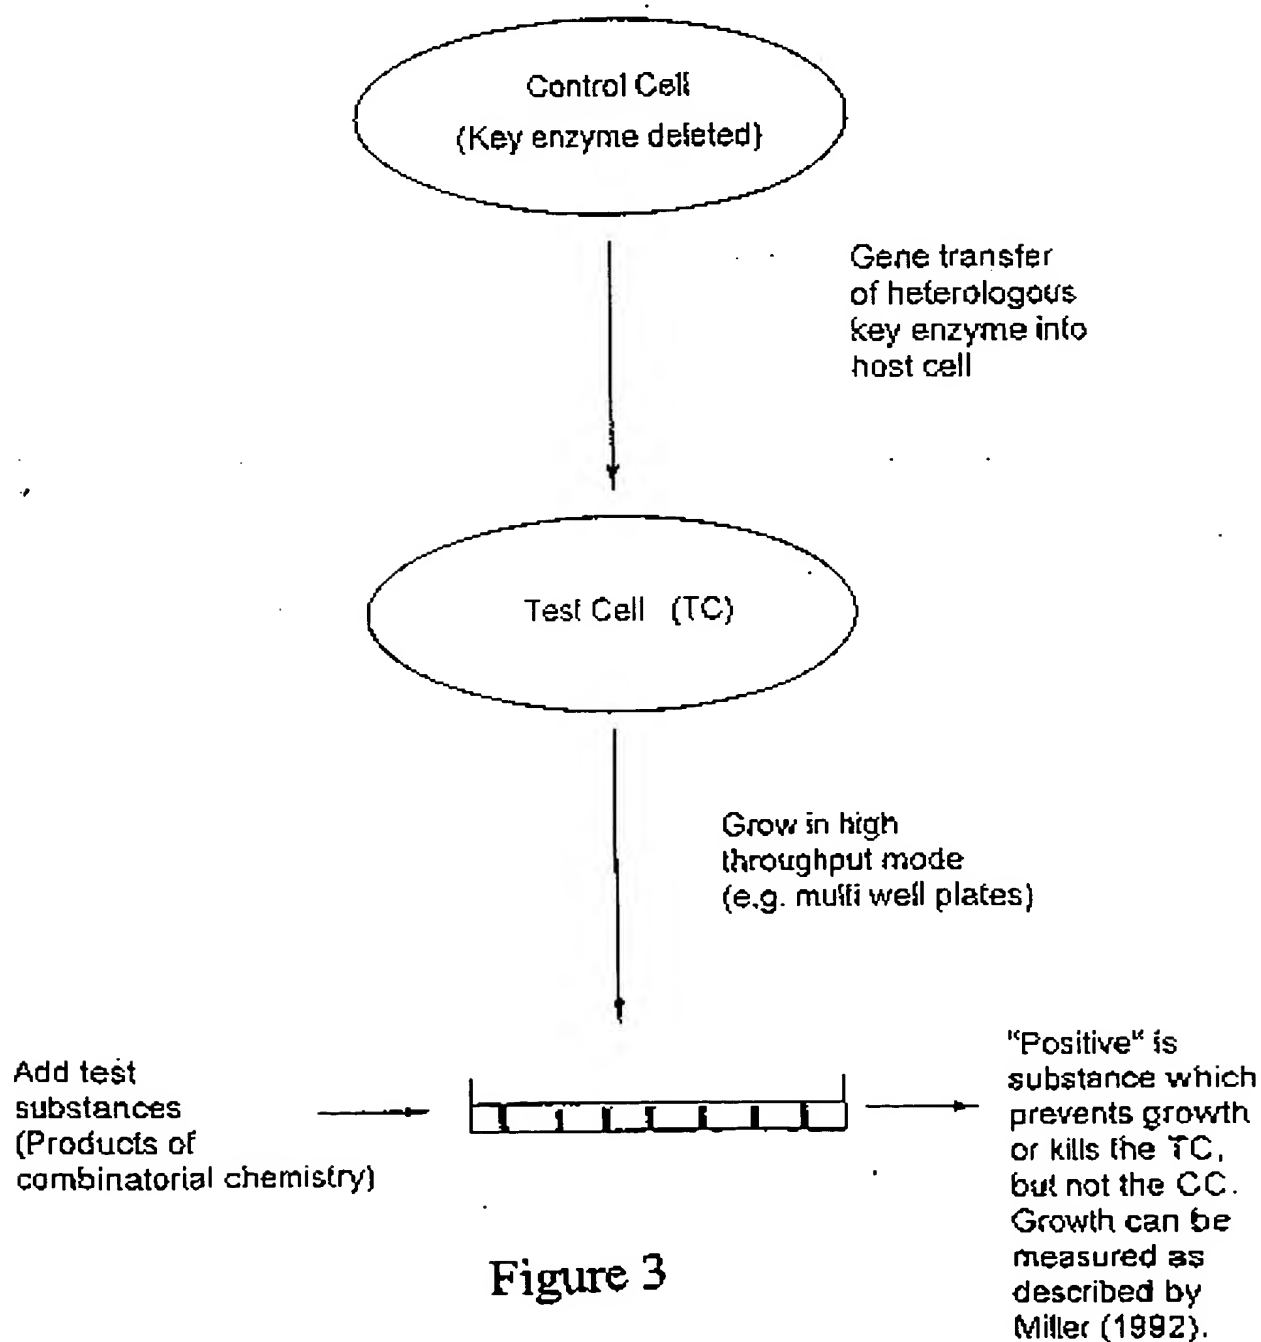 Control Cell
(Key enzyme deleted)
Gene transfer
of heterologous
key enzyme into
host cell
Test Cell (TC)
Grow in high
throughput mode
(e.g. multi well plates)
Add test
substances
(Products of
combinatorial chemistry)
"Positive" is
substance which
prevents growth
or kills the TC,
but not the CC.
Growth can be
measured as
described by
Miller (1992).
Figure 3